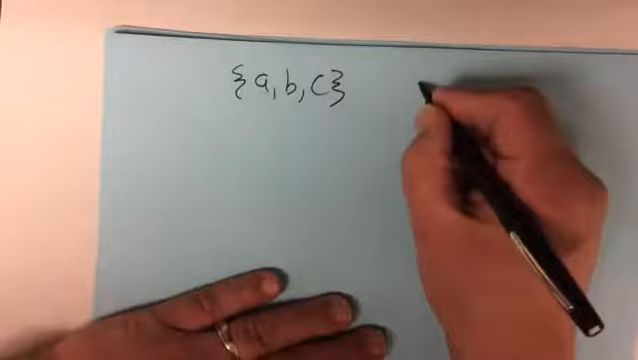 {a, b, c}